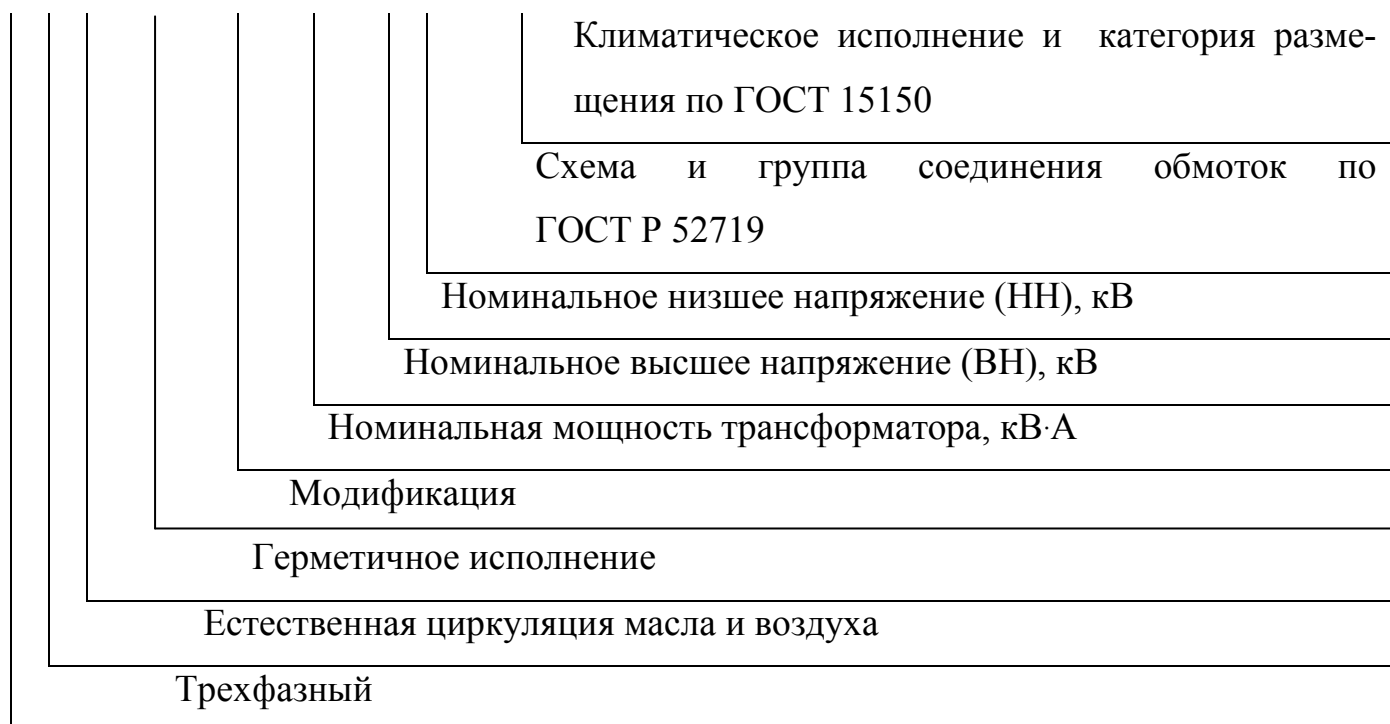 Климатическое исполнение и категория разме-
щения по ГОСТ 15150
Схема и группа соединения обмоток по
ГОСТ Р 52719
Номинальное низшее напряжение (НН), кВ
Номинальное высшее напряжение (ВН), кВ
Номинальная мощность трансформатора, кВ·А
Модификация
Герметичное исполнение
Естественная циркуляция масла и воздуха
Трехфазный